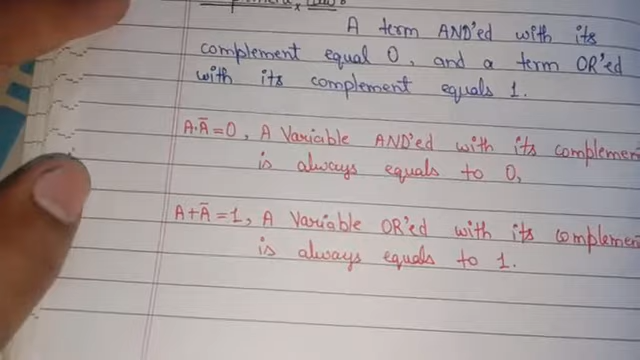 A term AND'ed with its
complement equal 0, and a term OR'ed
with its complement equals 1.
A.Ā=0, A Variable AND'ed with its complemen
is always equals to 0,
A+Ā=1, A Variable OR'ed with its complemen
is always equals to 1.